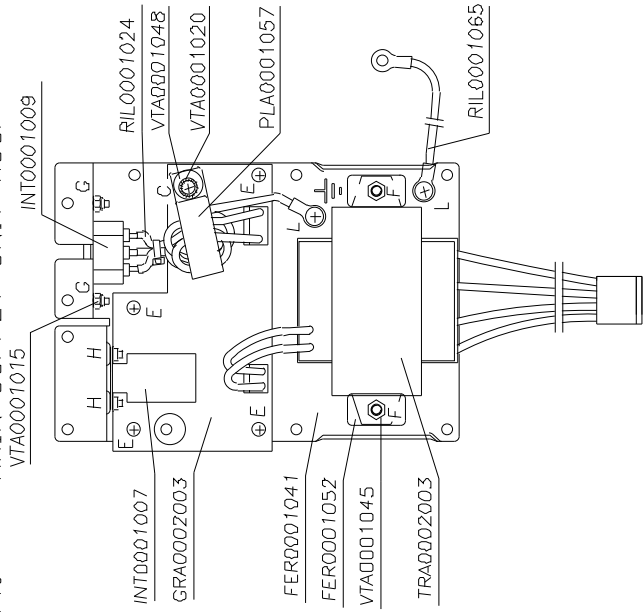 INT0001009
VTA0001015
RIL0001024
VTA0001048
VTA0001020
PLA0001057
RIL0001065
INT0001007
GRA0002003
FER0001041
FER0001052
VTA0001045
TRA0002003
G
G
H
H
C
E
E
E
E
L
L
F
F